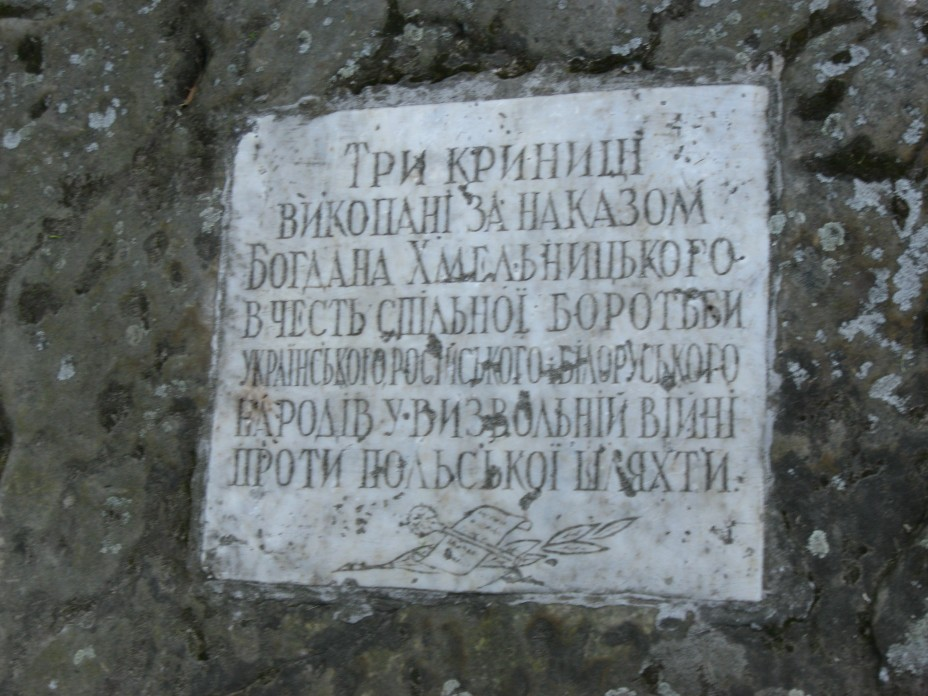 Три криниці
викопані за наказом
Богдана Хмельницького
в честь спільної боротьби
українського, російського, білоруського
народів у визвольній війні
проти польської шляхти.